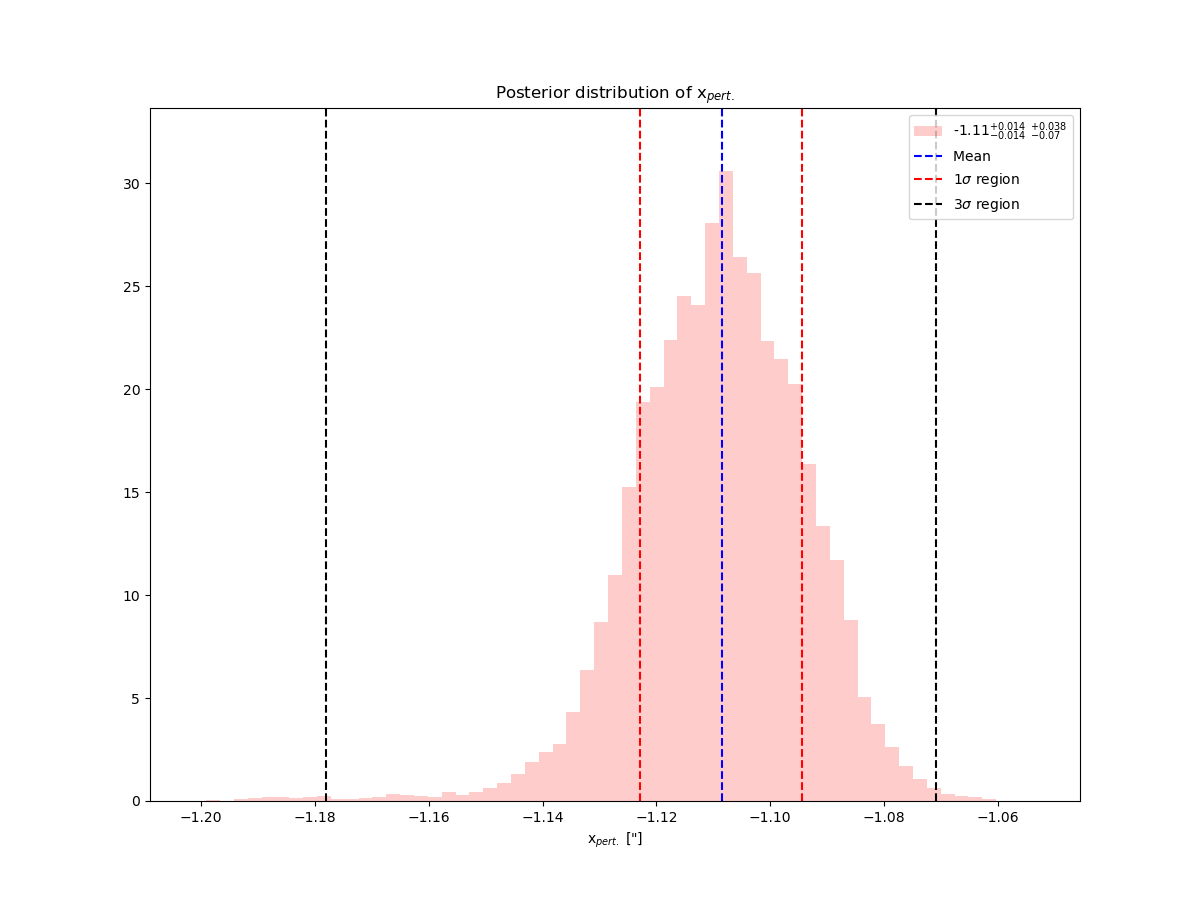 Posterior distribution of x_pert.
-1.11 +0.014 -0.014 +0.038 -0.07
Mean
1σ region
3σ region
30
25
20
15
10
5
0
−1.20 −1.18 −1.16 −1.14 −1.12 −1.10 −1.08 −1.06
x_pert. ["]